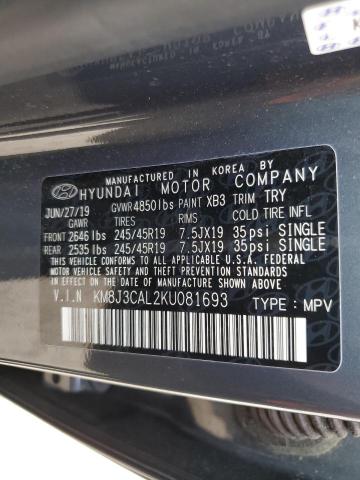 MANUFACTURED IN KOREA BY
HYUNDAI MOTOR COMPANY
JUN/27/19 GVWR 4850lbs PAINT XB3 TRIM TRY
GAWR TIRES RIMS COLD TIRE INFL
FRONT 2646 lbs 245/45R19 7.5JX19 35psi SINGLE
REAR 2535 lbs 245/45R19 7.5JX19 35psi SINGLE
THIS VEHICLE CONFORMS TO ALL APPLICABLE U.S.A. FEDERAL
MOTOR VEHICLE SAFETY, BUMPER, AND THEFT PREVENTION
STANDARDS IN EFFECT ON THE DATE OF MANUFACTURE SHOWN ABOVE.
V.I.N KM8J3CAL2KU081693 TYPE : MPV